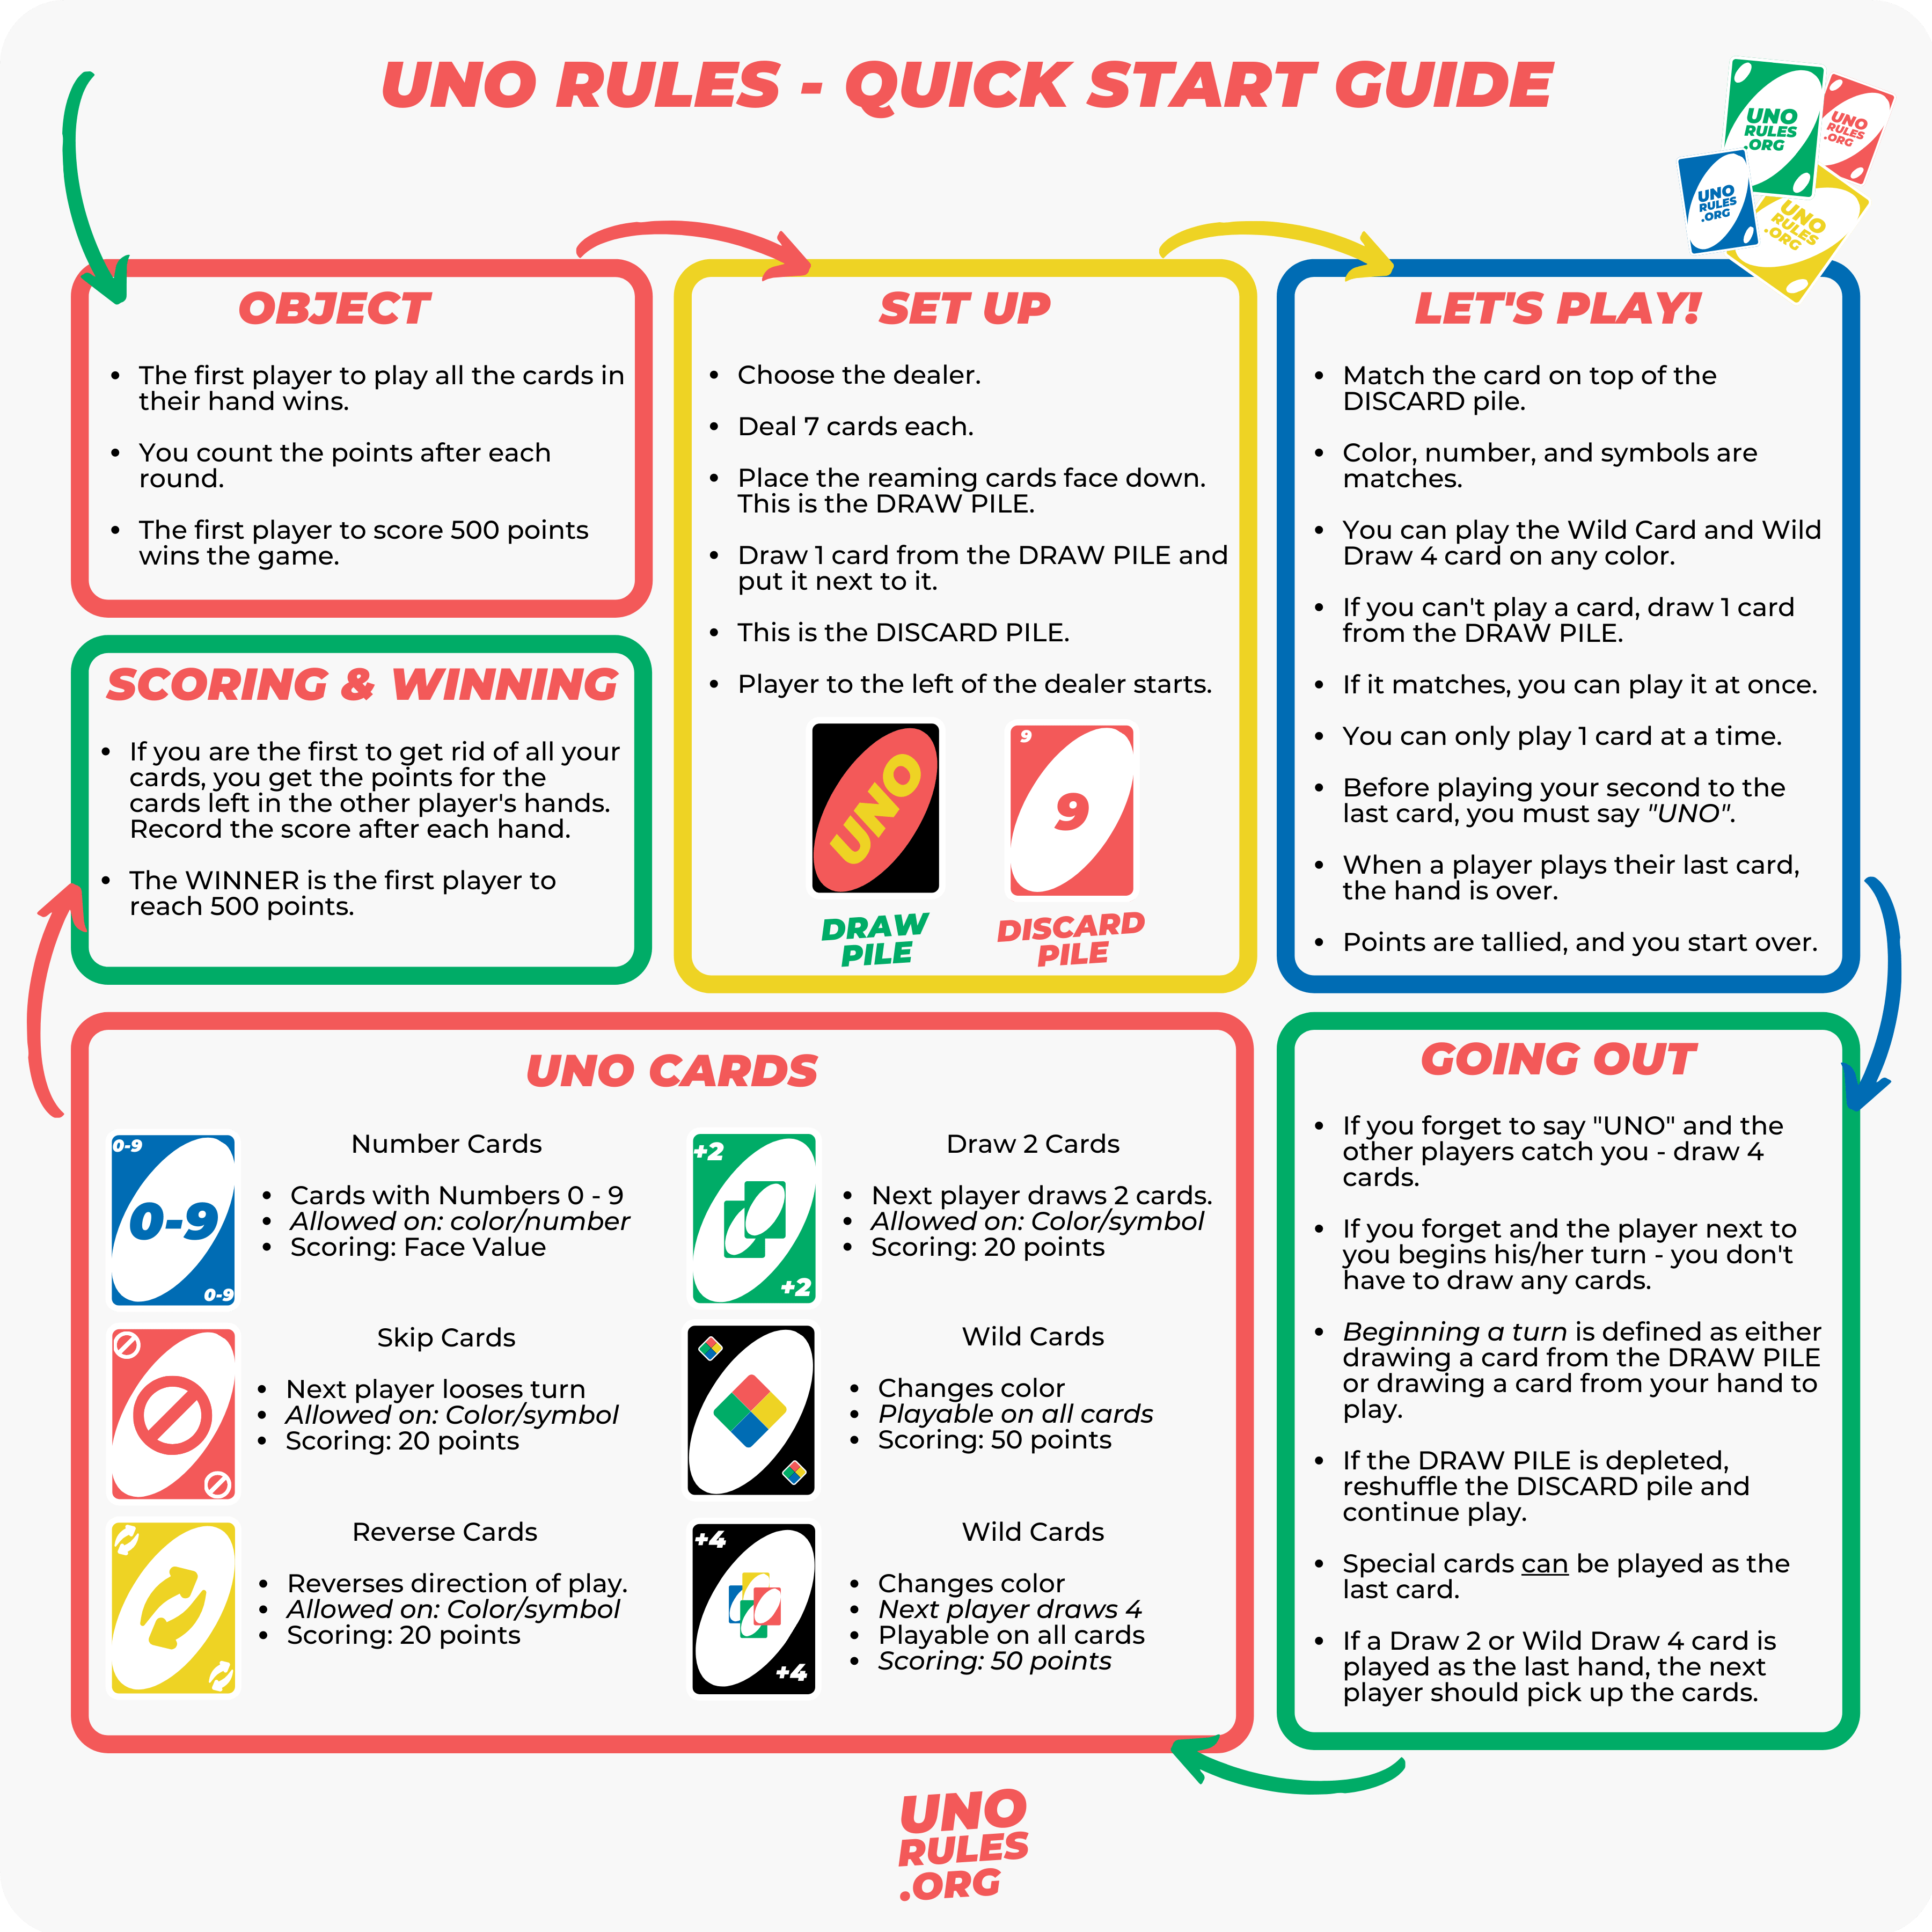 UNO RULES - QUICK START GUIDE
UNO
RULES
.ORG
UNO
RULES
.ORG
UNO
RULES
.ORG
UNO
RULES
.ORG
OBJECT
• The first player to play all the cards in
their hand wins.
• You count the points after each
round.
• The first player to score 500 points
wins the game.
SET UP
• Choose the dealer.
• Deal 7 cards each.
• Place the reaming cards face down.
This is the DRAW PILE.
• Draw 1 card from the DRAW PILE and
put it next to it.
• This is the DISCARD PILE.
• Player to the left of the dealer starts.
UNO
9
9
DRAW
PILE
DISCARD
PILE
LET'S PLAY!
• Match the card on top of the
DISCARD pile.
• Color, number, and symbols are
matches.
• You can play the Wild Card and Wild
Draw 4 card on any color.
• If you can't play a card, draw 1 card
from the DRAW PILE.
• If it matches, you can play it at once.
• You can only play 1 card at a time.
• Before playing your second to the
last card, you must say "UNO".
• When a player plays their last card,
the hand is over.
• Points are tallied, and you start over.
GOING OUT
• If you forget to say "UNO" and the
other players catch you - draw 4
cards.
• If you forget and the player next to
you begins his/her turn - you don't
have to draw any cards.
• Beginning a turn is defined as either
drawing a card from the DRAW PILE
or drawing a card from your hand to
play.
• If the DRAW PILE is depleted,
reshuffle the DISCARD pile and
continue play.
• Special cards can be played as the
last card.
• If a Draw 2 or Wild Draw 4 card is
played as the last hand, the next
player should pick up the cards.
UNO CARDS
0-9
0-9
0-9
Number Cards
• Cards with Numbers 0 - 9
• Allowed on: color/number
• Scoring: Face Value
Skip Cards
• Next player looses turn
• Allowed on: Color/symbol
• Scoring: 20 points
Reverse Cards
• Reverses direction of play.
• Allowed on: Color/symbol
• Scoring: 20 points
+2
+2
Draw 2 Cards
• Next player draws 2 cards.
• Allowed on: Color/symbol
• Scoring: 20 points
Wild Cards
• Changes color
• Playable on all cards
• Scoring: 50 points
+4
+4
Wild Cards
• Changes color
• Next player draws 4
• Playable on all cards
• Scoring: 50 points
SCORING & WINNING
• If you are the first to get rid of all your
cards, you get the points for the
cards left in the other player's hands.
Record the score after each hand.
• The WINNER is the first player to
reach 500 points.
UNO
RULES
.ORG